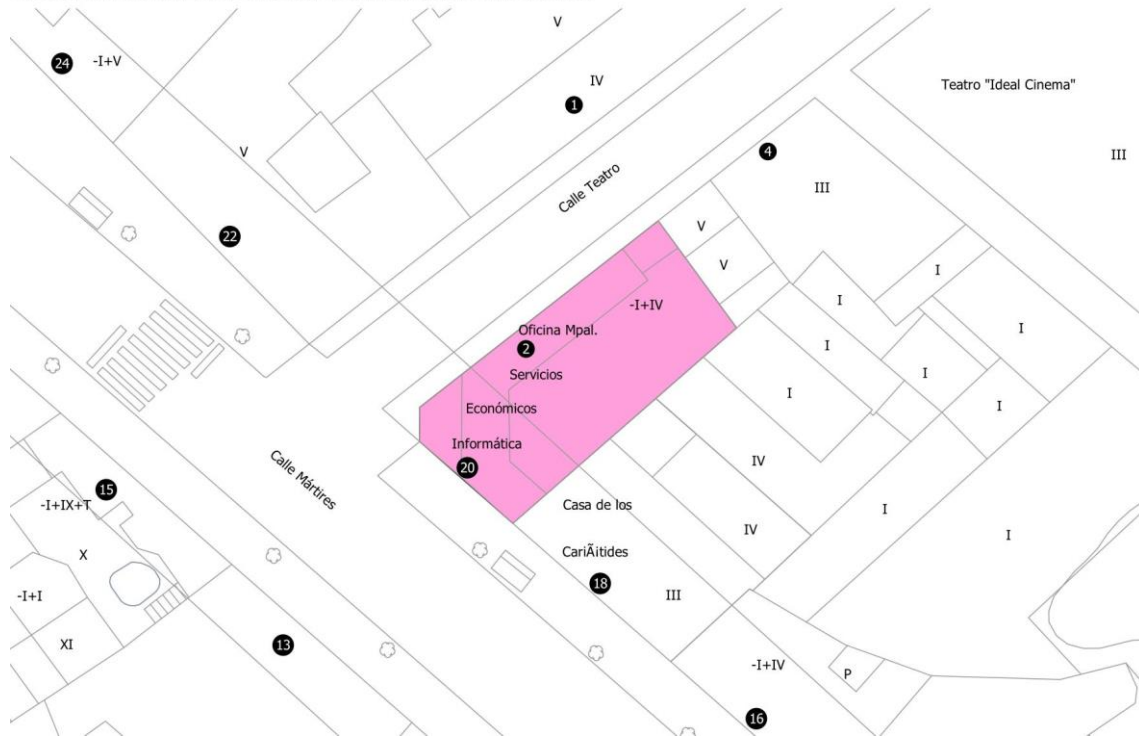 V
24
-I+V
IV
1
Teatro "Ideal Cinema"
4
V
III
III
Calle Teatro
V
22
V
I
I
-I+IV
Oficina Mpal.
I
I
2
Servicios
I
I
I
Económicos
Informática
20
IV
Calle Mártires
15
-I+IX+T
Casa de los
I
IV
I
X
CariÃitides
18
III
-I+I
XI
13
-I+IV
P
16